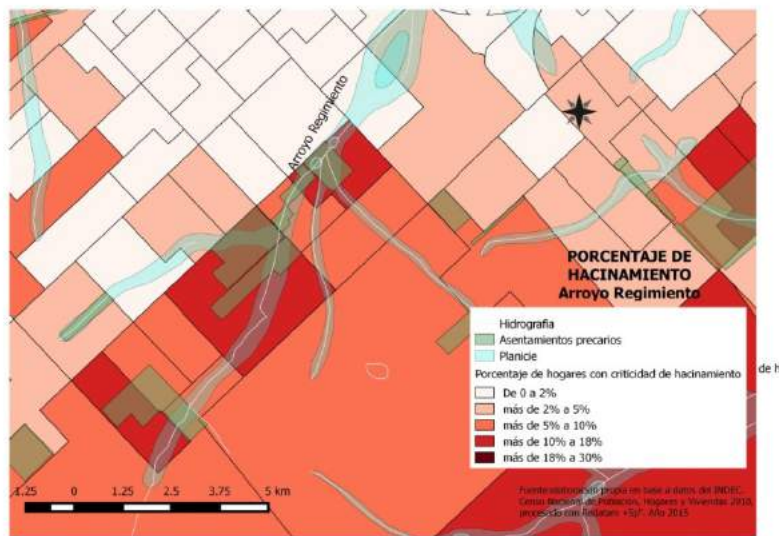 Arroyo Regimiento
PORCENTAJE DE
HACINAMIENTO
Arroyo Regimiento
Hidrografía
Asentamientos precarios
Planicie
Porcentaje de hogares con criticidad de hacinamiento
De 0 a 2%
más de 2% a 5%
más de 5% a 10%
más de 10% a 18%
más de 18% a 30%
de h
1.25 0 1.25 2.5 3.75 5 km
Fuente:elaboración propia en base a datos del INDEC.
Censo Nacional de Población, Hogares y Viviendas 2010,
procesado con Redatam +Sp". Año 2015